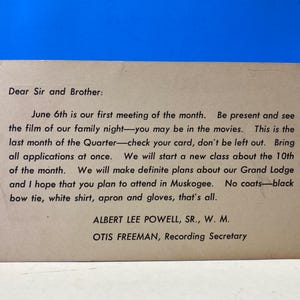 Dear Sir and Brother:
June 6th is our first meeting of the month. Be present and see
the film of our family night—you may be in the movies. This is the
last month of the Quarter—check your card, don't be left out. Bring
all applications at once. We will start a new class about the 10th
of the month. We will make definite plans about our Grand Lodge
and I hope that you plan to attend in Muskogee. No coats—black
bow tie, white shirt, apron and gloves, that's all.
ALBERT LEE POWELL, SR., W. M.
OTIS FREEMAN, Recording Secretary